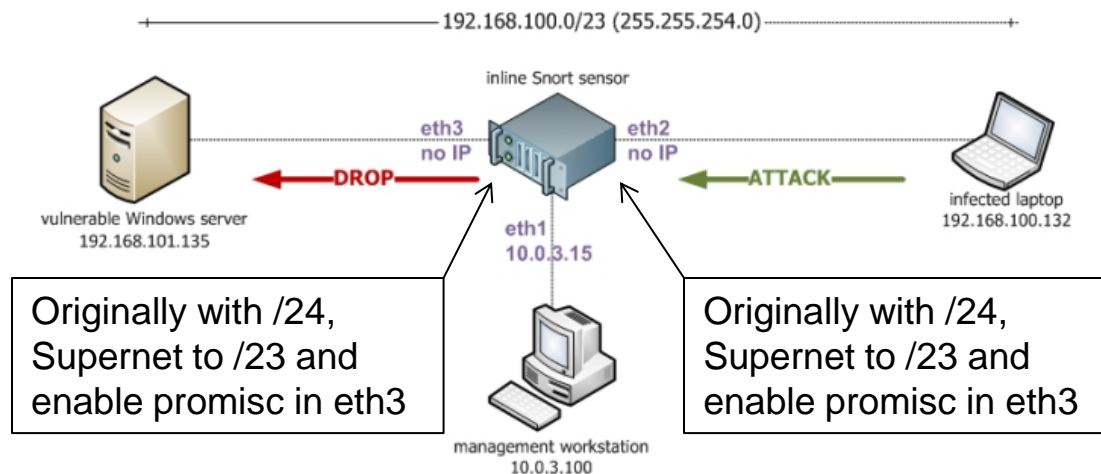 192.168.100.0/23 (255.255.254.0)
inline Snort sensor
eth3
no IP
eth2
no IP
DROP
ATTACK
vulnerable Windows server
192.168.101.135
infected laptop
192.168.100.132
eth1
10.0.3.15
Originally with /24,
Supernet to /23 and
enable promisc in eth3
Originally with /24,
Supernet to /23 and
enable promisc in eth3
management workstation
10.0.3.100